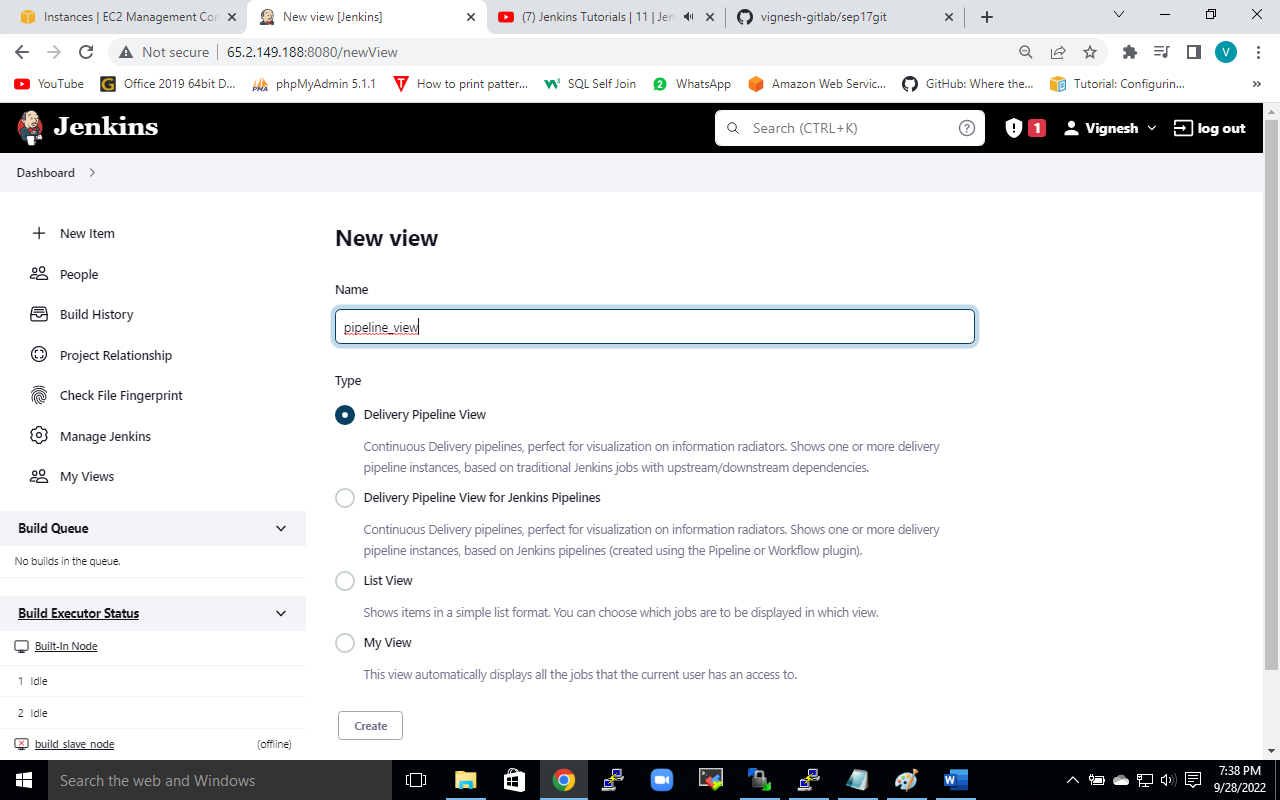 Instances | EC2 Management Con
New view [Jenkins]
(7) Jenkins Tutorials | 11 | Jen
vignesh-gitlab/sep17git
Not secure
65.2.149.188:8080/newView
V
YouTube
Office 2019 64bit D...
phpMyAdmin 5.1.1
How to print patter...
SQL Self Join
WhatsApp
Amazon Web Servic...
GitHub: Where the...
Tutorial: Configurin...
»
Jenkins
Search (CTRL+K)
1
Vignesh
log out
Dashboard
New Item
People
Build History
Project Relationship
Check File Fingerprint
Manage Jenkins
My Views
Build Queue
No builds in the queue.
Build Executor Status
Built-In Node
1 Idle
2 Idle
build slave node
(offline)
New view
Name
pipeline_view
Type
Delivery Pipeline View
Continuous Delivery pipelines, perfect for visualization on information radiators. Shows one or more delivery
pipeline instances, based on traditional Jenkins jobs with upstream/downstream dependencies.
Delivery Pipeline View for Jenkins Pipelines
Continuous Delivery pipelines, perfect for visualization on information radiators. Shows one or more delivery
pipeline instances, based on Jenkins pipelines (created using the Pipeline or Workflow plugin).
List View
Shows items in a simple list format. You can choose which jobs are to be displayed in which view.
My View
This view automatically displays all the jobs that the current user has an access to.
Create
Search the web and Windows
7:38 PM
9/28/2022